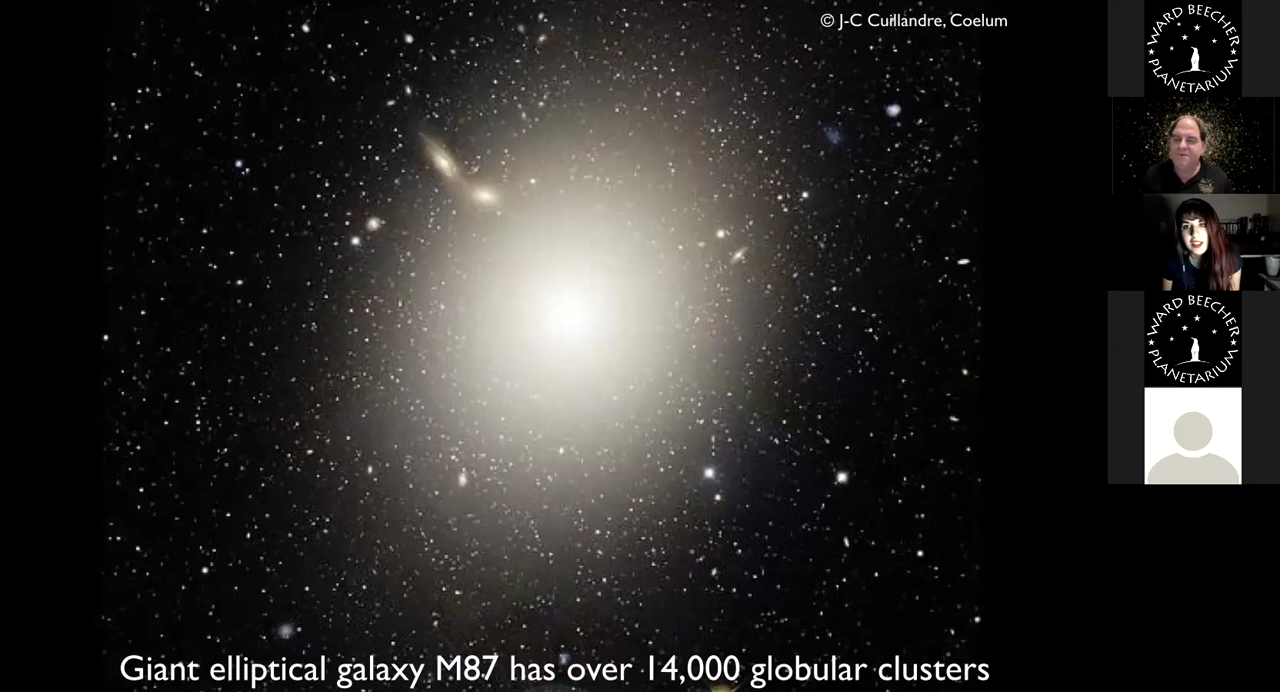 © J-C Cuillandre, Coelum
WARD BEECHER
PLANETARIUM
WARD BEECHER
PLANETARIUM
Giant elliptical galaxy M87 has over 14,000 globular clusters